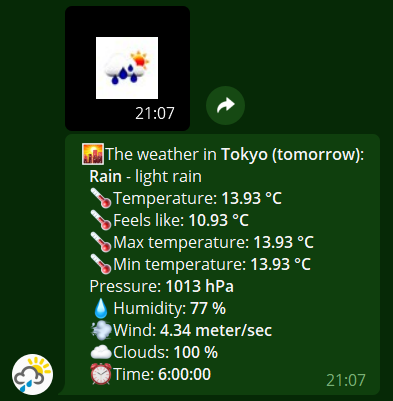 21:07
The weather in Tokyo (tomorrow):
Rain - light rain
Temperature: 13.93 °C
Feels like: 10.93 °C
Max temperature: 13.93 °C
Min temperature: 13.93 °C
Pressure: 1013 hPa
Humidity: 77 %
Wind: 4.34 meter/sec
Clouds: 100 %
Time: 6:00:00
21:07